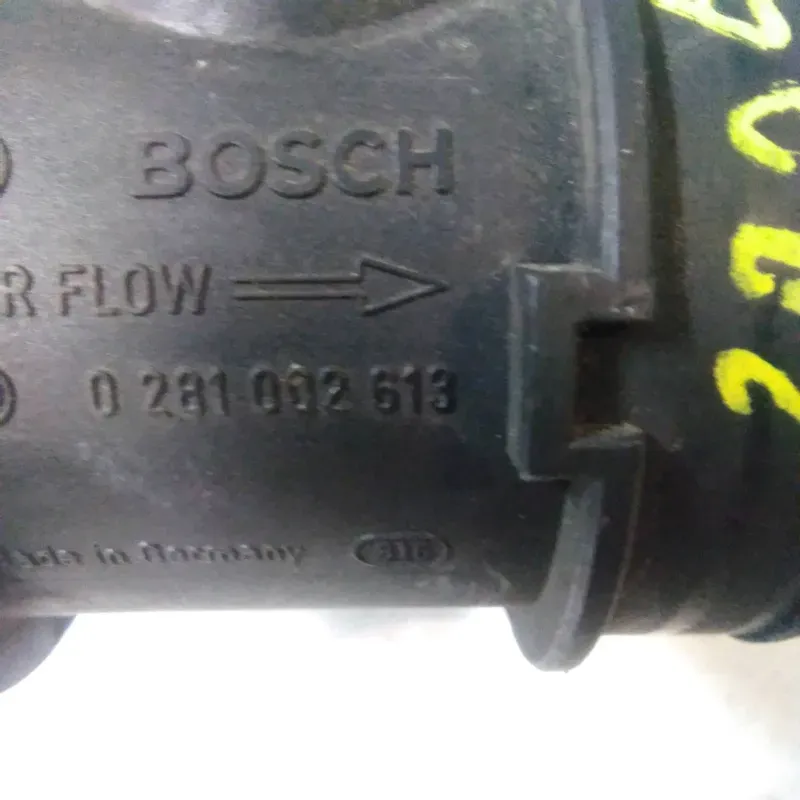 BOSCH
R FLOW
0 281 002 613
Made in Germany